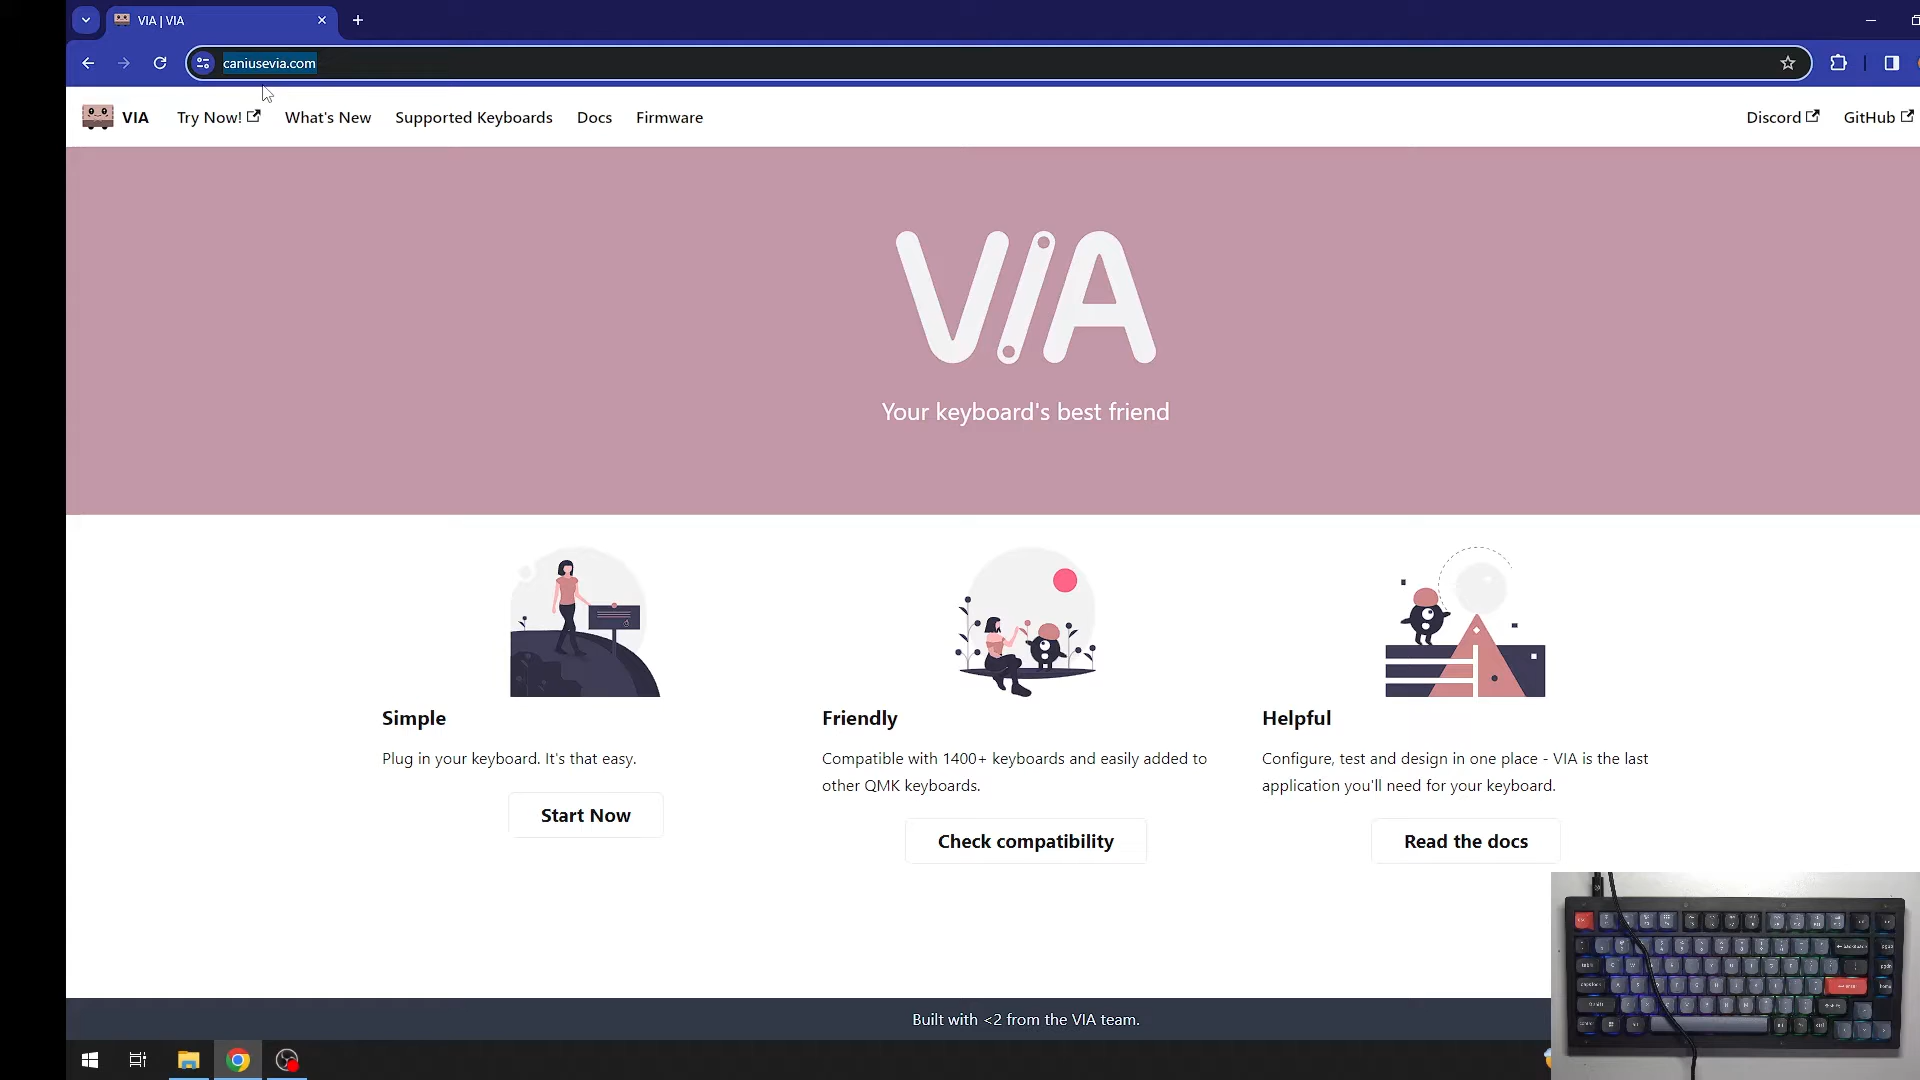 VIA | VIA
caniusevia.com
VIA
Try Now!
What's New
Supported Keyboards
Docs
Firmware
Discord
GitHub
VIA
Your keyboard's best friend
Simple
Plug in your keyboard. It's that easy.
Start Now
Friendly
Compatible with 1400+ keyboards and easily added to
other QMK keyboards.
Check compatibility
Helpful
Configure, test and design in one place - VIA is the last
application you'll need for your keyboard.
Read the docs
Built with <2 from the VIA team.